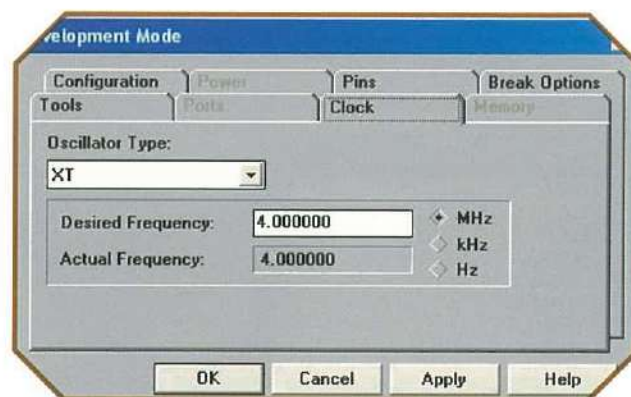 velopment Mode
Configuration Power Pins Break Options
Tools Ports Clock Memory
Oscillator Type:
XT
Desired Frequency: 4.000000 MHz
kHz
Actual Frequency: 4.000000
Hz
OK Cancel Apply Help